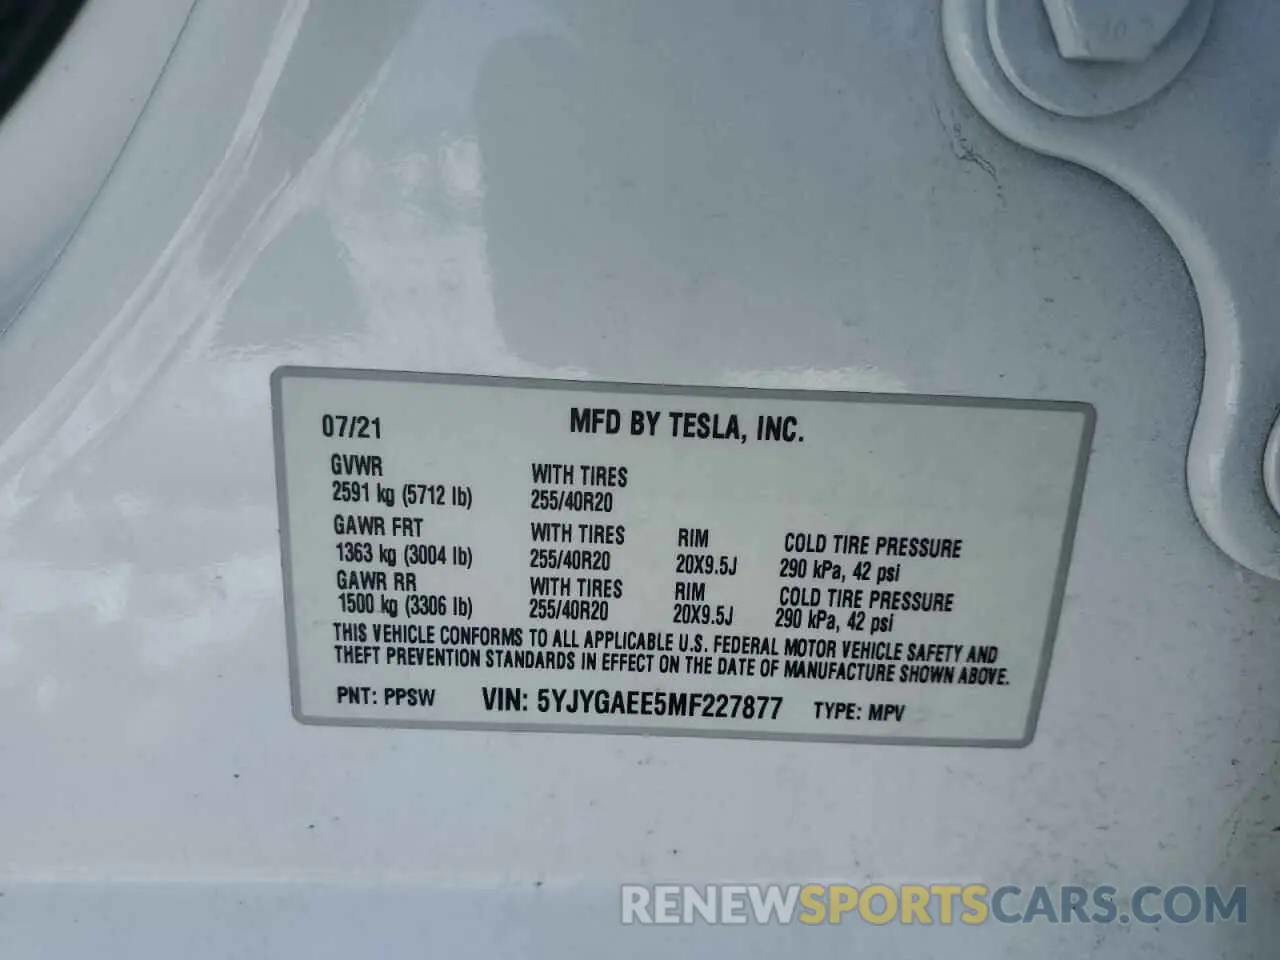 07/21 MFD BY TESLA, INC.
GVWR WITH TIRES
2591 kg (5712 lb) 255/40R20
GAWR FRT WITH TIRES RIM COLD TIRE PRESSURE
1363 kg (3004 lb) 255/40R20 20X9.5J 290 kPa, 42 psi
GAWR RR WITH TIRES RIM COLD TIRE PRESSURE
1500 kg (3306 lb) 255/40R20 20X9.5J 290 kPa, 42 psi
THIS VEHICLE CONFORMS TO ALL APPLICABLE U.S. FEDERAL MOTOR VEHICLE SAFETY AND
THEFT PREVENTION STANDARDS IN EFFECT ON THE DATE OF MANUFACTURE SHOWN ABOVE.
PNT: PPSW VIN: 5YJYGAEE5MF227877 TYPE: MPV
RENEWSPORTSCARS.COM